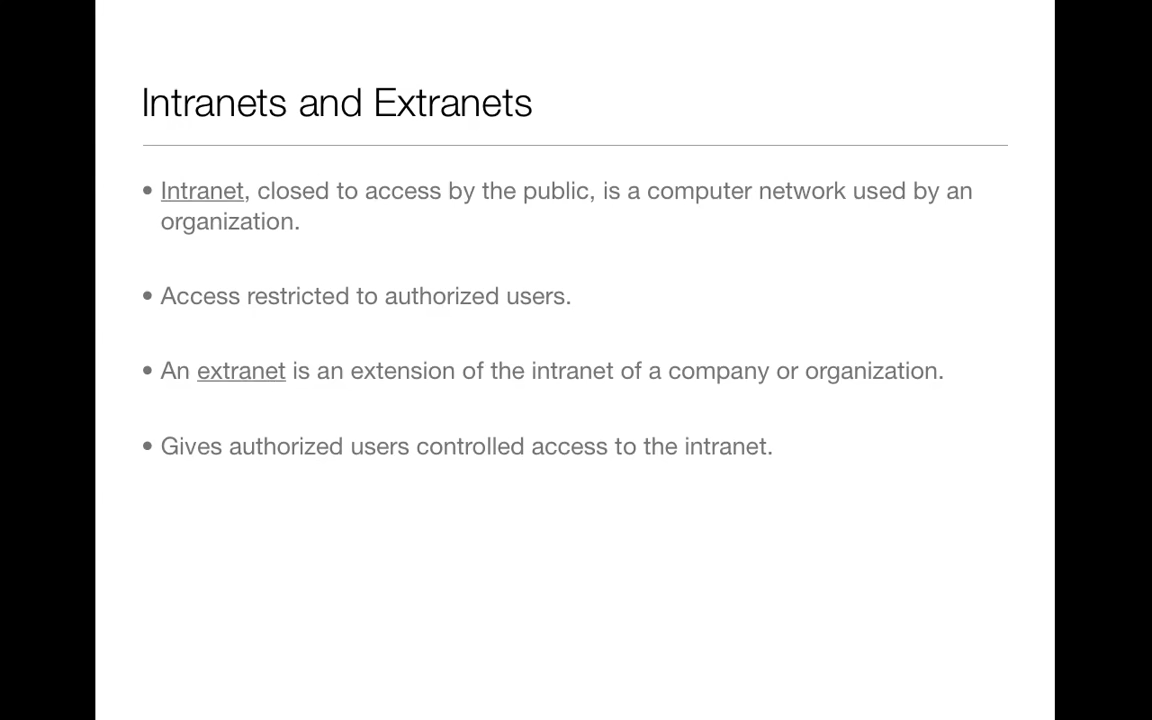 Intranets and Extranets
• Intranet, closed to access by the public, is a computer network used by an
organization.
• Access restricted to authorized users.
• An extranet is an extension of the intranet of a company or organization.
• Gives authorized users controlled access to the intranet.